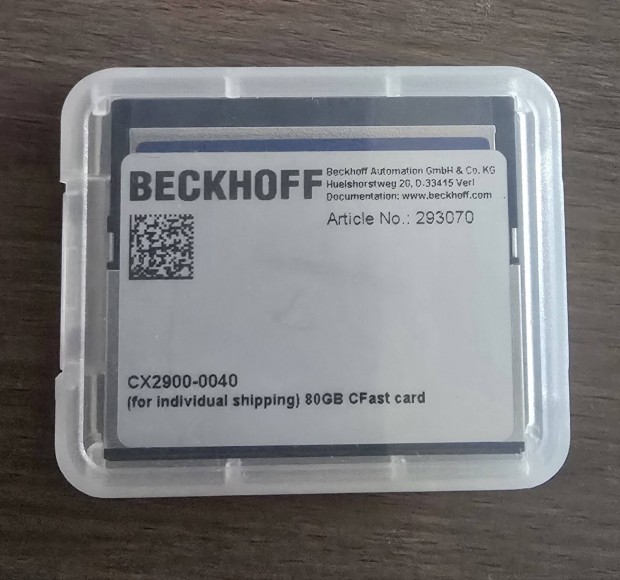 BECKHOFF
Beckhoff Automation GmbH & Co. KG
Huelshorstweg 20, D-33415 Verl
Documentation: www.beckhoff.com
Article No.: 293070
CX2900-0040
(for individual shipping) 80GB CFast card